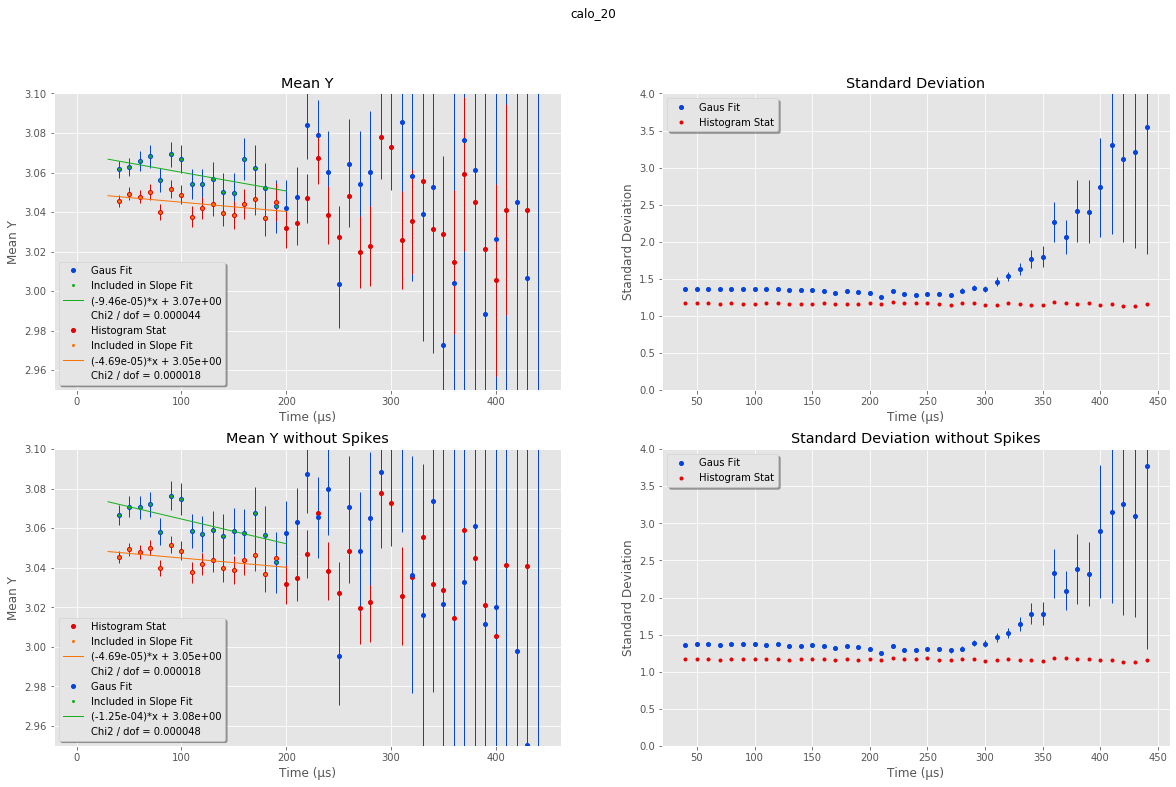 calo_20
Mean Y
3.10
3.08
3.06
3.04
3.02
3.00
2.98
2.96
Mean Y
Gaus Fit
Included in Slope Fit
(-9.46e-05)*x + 3.07e+00
Chi2 / dof = 0.000044
Histogram Stat
Included in Slope Fit
(-4.69e-05)*x + 3.05e+00
Chi2 / dof = 0.000018
0 100 200 300 400
Time (μs)
Standard Deviation
4.0
3.5
3.0
2.5
2.0
1.5
1.0
0.5
0.0
Standard Deviation
Gaus Fit
Histogram Stat
50 100 150 200 250 300 350 400 450
Time (μs)
Mean Y without Spikes
3.10
3.08
3.06
3.04
3.02
3.00
2.98
2.96
Mean Y
Histogram Stat
Included in Slope Fit
(-4.69e-05)*x + 3.05e+00
Chi2 / dof = 0.000018
Gaus Fit
Included in Slope Fit
(-1.25e-04)*x + 3.08e+00
Chi2 / dof = 0.000048
0 100 200 300 400
Time (μs)
Standard Deviation without Spikes
4.0
3.5
3.0
2.5
2.0
1.5
1.0
0.5
0.0
Standard Deviation
Gaus Fit
Histogram Stat
50 100 150 200 250 300 350 400 450
Time (μs)